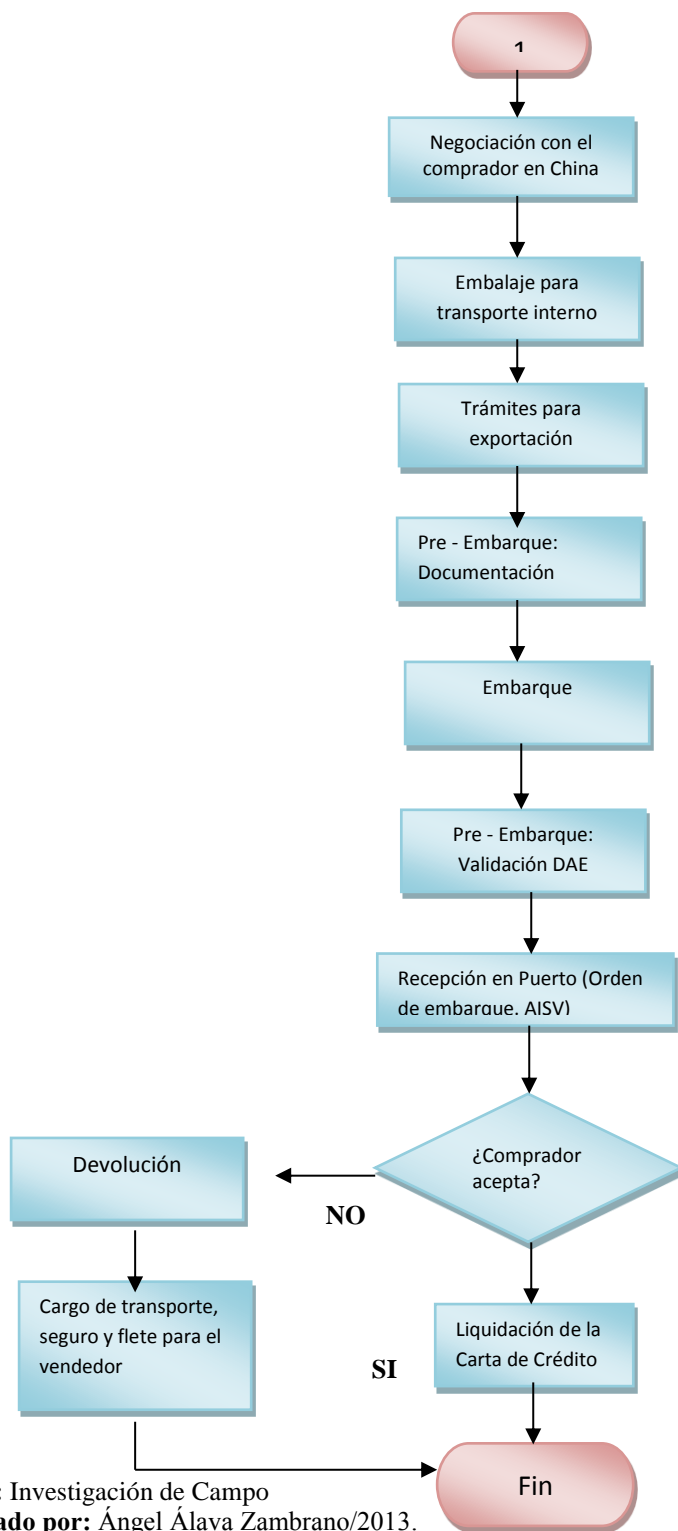 1
Negociación con el
comprador en China
Embalaje para
transporte interno
Trámites para
exportación
Pre - Embarque:
Documentación
Embarque
Pre - Embarque:
Validación DAE
Recepción en Puerto (Orden
de embarque. AISV)
¿Comprador
acepta?
NO
Devolución
Cargo de transporte,
seguro y flete para el
vendedor
SI
Liquidación de la
Carta de Crédito
Fin
: Investigación de Campo
ado por: Ángel Álava Zambrano/2013.